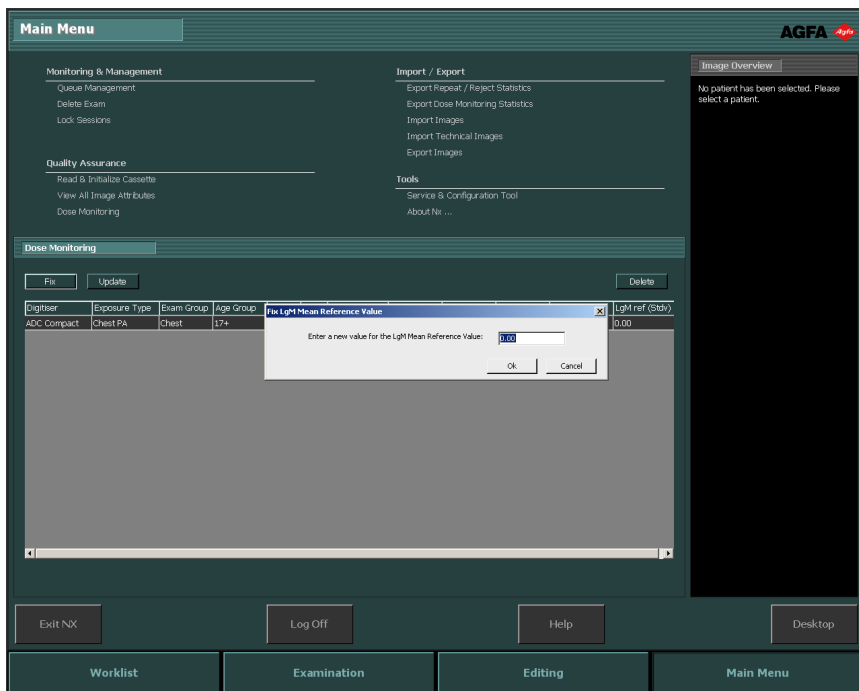 Main Menu
AGFA Agfa
Monitoring & Management
Queue Management
Delete Exam
Lock Sessions
Quality Assurance
Read & Initialize Cassette
View All Image Attributes
Dose Monitoring
Import / Export
Export Repeat / Reject Statistics
Export Dose Monitoring Statistics
Import Images
Import Technical Images
Export Images
Tools
Service & Configuration Tool
About Nx ...
Image Overview
No patient has been selected. Please
select a patient.
Dose Monitoring
Fix Update Delete
Digitiser Exposure Type Exam Group Age Group LgM ref (Stdv)
ADC Compact Chest PA Chest 17+ 0.00
Fix LgM Mean Reference Value
Enter a new value for the LgM Mean Reference Value: 0.00
Ok Cancel
Exit NX Log Off Help Desktop
Worklist Examination Editing Main Menu